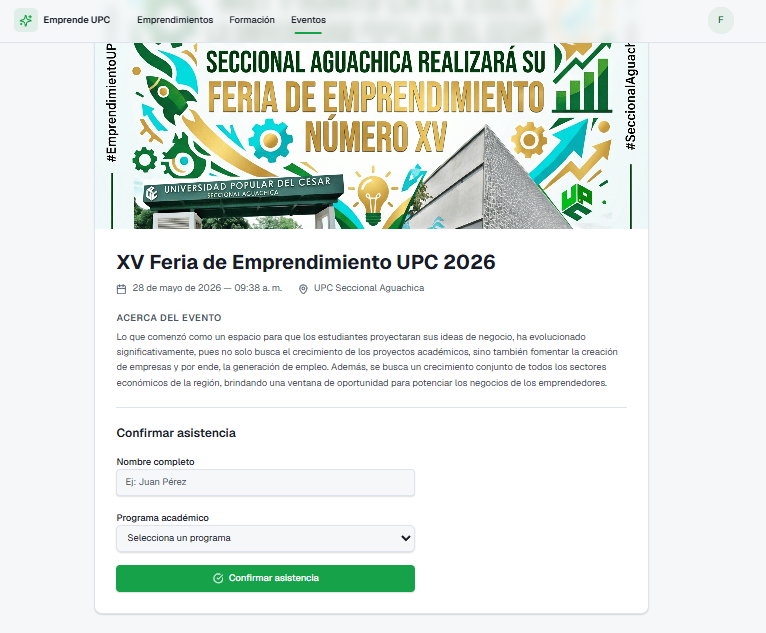 Emprende UPC
Emprendimientos
Formación
Eventos
F
#EmprendimientoUP
SECCIONAL AGUACHICA REALIZARÁ SU
FERIA DE EMPRENDIMIENTO
NÚMERO XV
#SeccionalAguach
UNIVERSIDAD POPULAR DEL CESAR
SECCIONAL AGUACHICA
UPC
XV Feria de Emprendimiento UPC 2026
28 de mayo de 2026 — 09:38 a. m.
UPC Seccional Aguachica
ACERCA DEL EVENTO
Lo que comenzó como un espacio para que los estudiantes proyectaran sus ideas de negocio, ha evolucionado
significativamente, pues no solo busca el crecimiento de los proyectos académicos, sino también fomentar la creación
de empresas y por ende, la generación de empleo. Además, se busca un crecimiento conjunto de todos los sectores
económicos de la región, brindando una ventana de oportunidad para potenciar los negocios de los emprendedores.
Confirmar asistencia
Nombre completo
Ej: Juan Pérez
Programa académico
Selecciona un programa
Confirmar asistencia